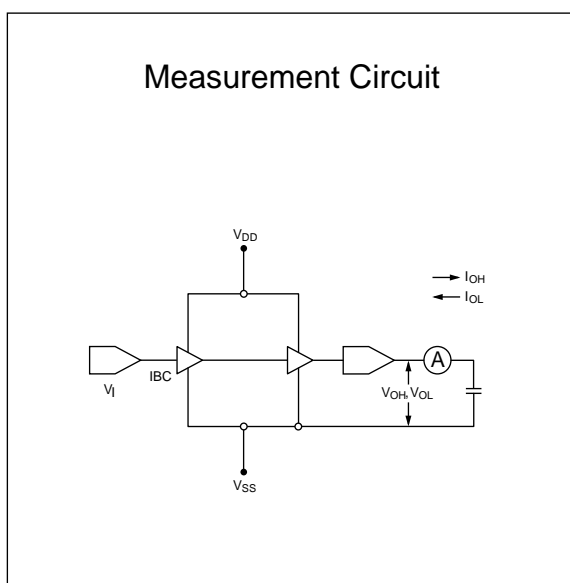 Measurement Circuit
VDD
IOH
IOL
VI
IBC
VOH,VOL
A
VSS